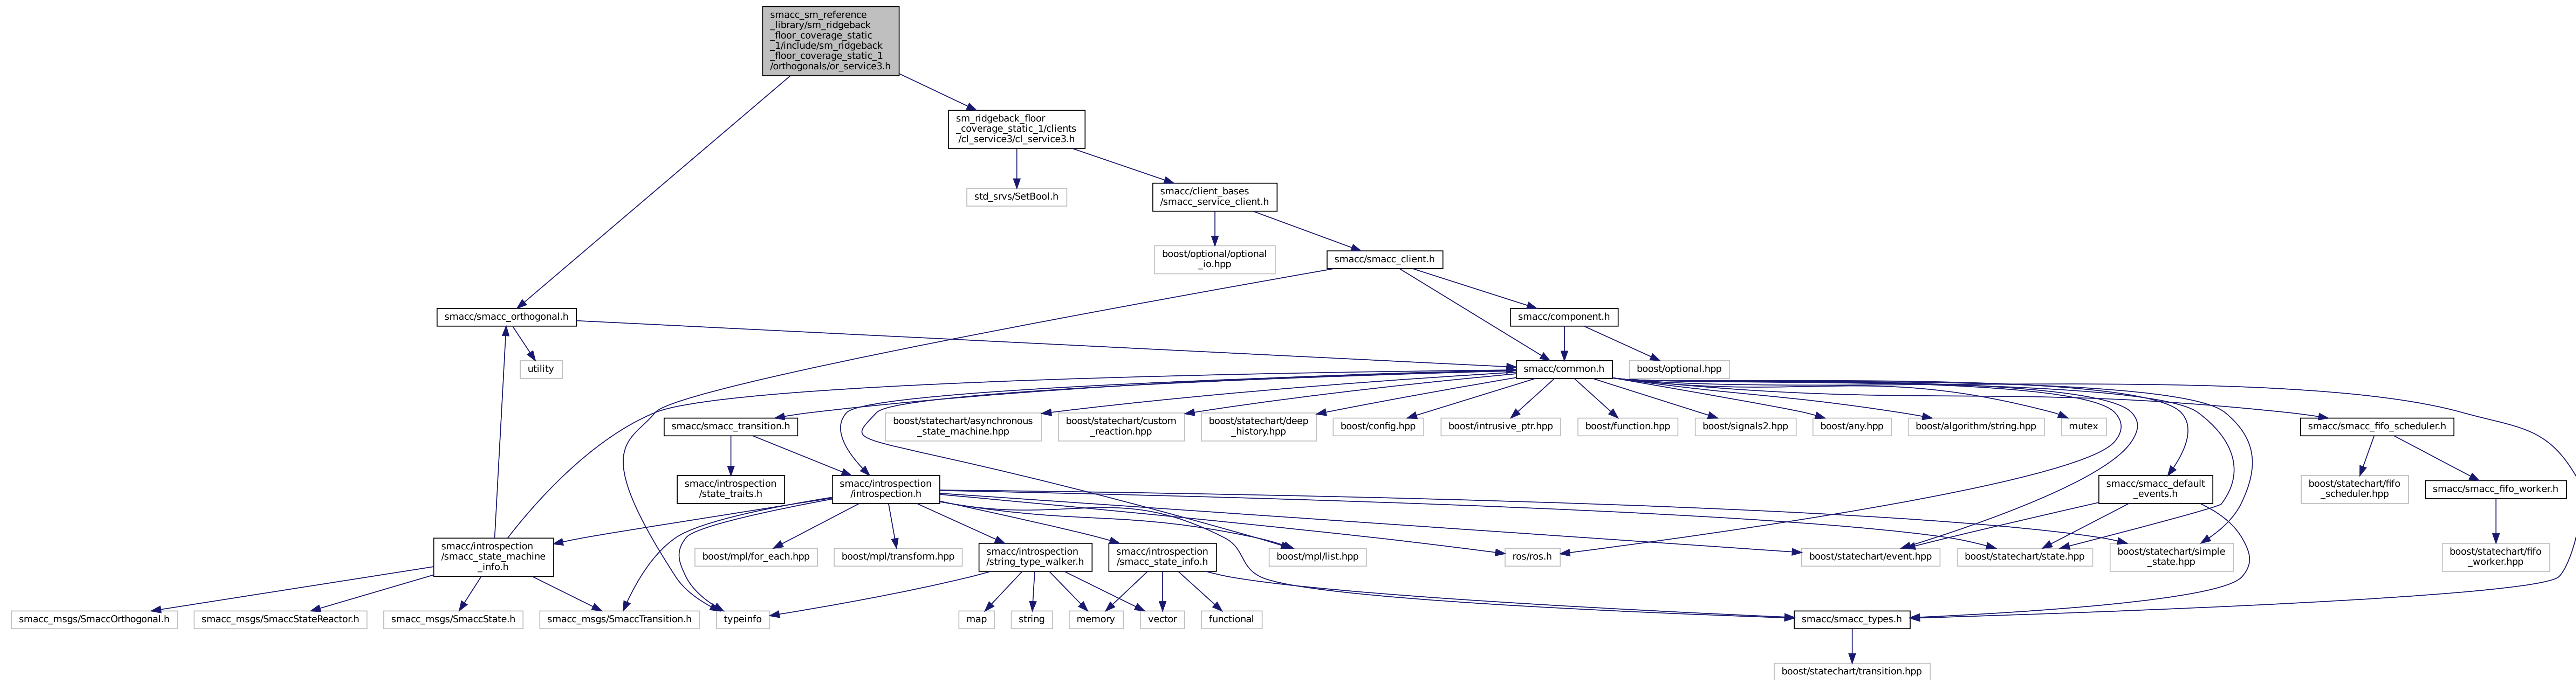 smacc_sm_reference
_library/sm_ridgeback
_floor_coverage_static
_1/include/sm_ridgeback
_floor_coverage_static_1
/orthogonals/or_service3.h
sm_ridgeback_floor
_coverage_static_1/clients
/cl_service3/cl_service3.h
std_srvs/SetBool.h
smacc/client_bases
/smacc_service_client.h
boost/optional/optional
_io.hpp
smacc/smacc_client.h
smacc/smacc_orthogonal.h
smacc/component.h
utility
smacc/common.h
boost/optional.hpp
smacc/smacc_transition.h
boost/statechart/asynchronous
_state_machine.hpp
boost/statechart/custom
_reaction.hpp
boost/statechart/deep
_history.hpp
boost/config.hpp
boost/intrusive_ptr.hpp
boost/function.hpp
boost/signals2.hpp
boost/any.hpp
boost/algorithm/string.hpp
mutex
smacc/smacc_fifo_scheduler.h
smacc/introspection
/state_traits.h
smacc/introspection
/introspection.h
smacc/smacc_default
_events.h
boost/statechart/fifo
_scheduler.hpp
smacc/smacc_fifo_worker.h
smacc/introspection
/smacc_state_machine
_info.h
boost/mpl/for_each.hpp
boost/mpl/transform.hpp
smacc/introspection
/string_type_walker.h
smacc/introspection
/smacc_state_info.h
boost/mpl/list.hpp
ros/ros.h
boost/statechart/event.hpp
boost/statechart/state.hpp
boost/statechart/simple
_state.hpp
boost/statechart/fifo
_worker.hpp
smacc_msgs/SmaccOrthogonal.h
smacc_msgs/SmaccStateReactor.h
smacc_msgs/SmaccState.h
smacc_msgs/SmaccTransition.h
typeinfo
map
string
memory
vector
functional
smacc/smacc_types.h
boost/statechart/transition.hpp